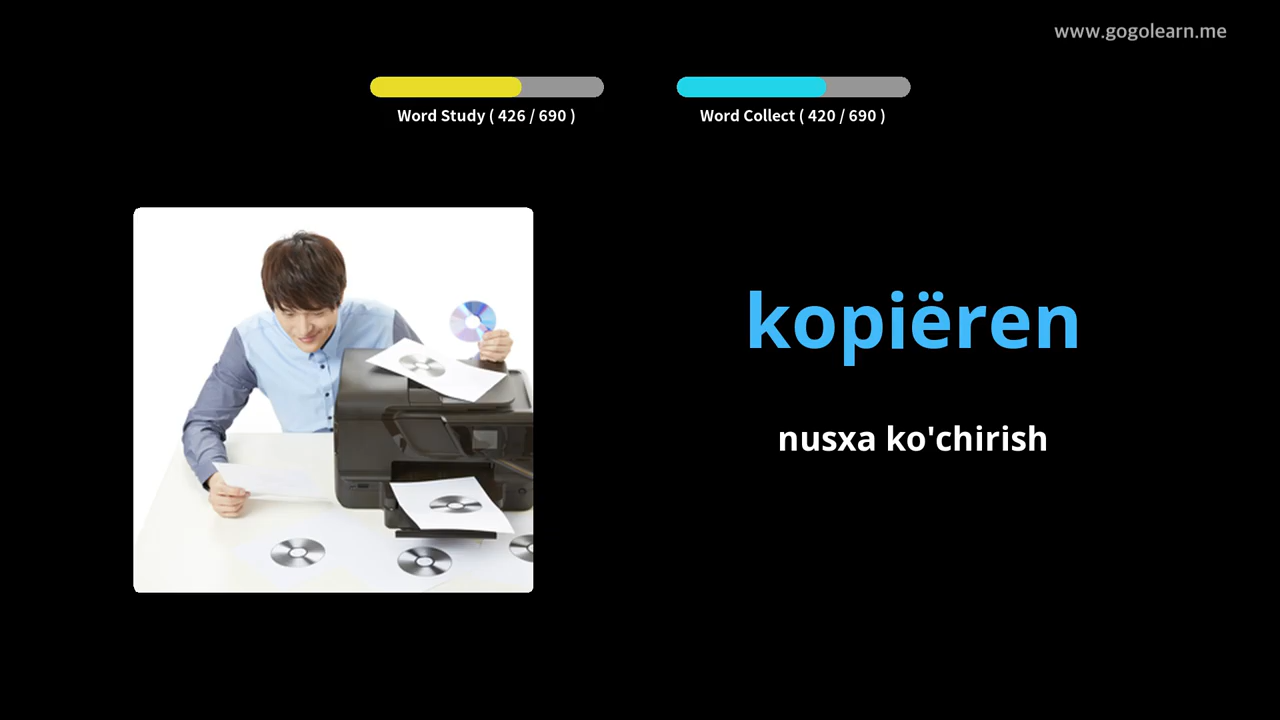 www.gogolearn.me
Word Study ( 426 / 690 )
Word Collect ( 420 / 690 )
kopiëren
nusxa ko'chirish